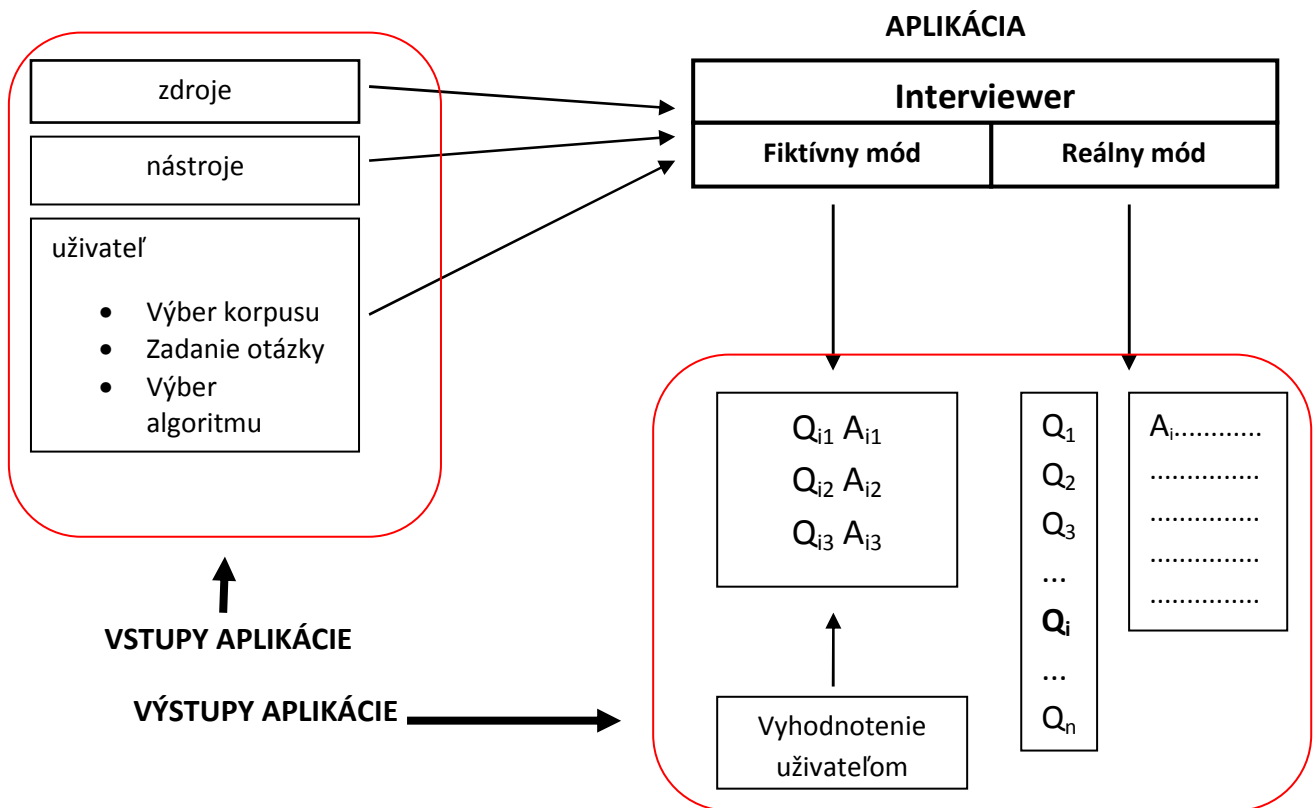 APLIKÁCIA
zdroje
nástroje
uživateľ
• Výber korpusu
• Zadanie otázky
• Výber
algoritmu
Interviewer
Fiktívny mód
Reálny mód
VSTUPY APLIKÁCIE
VÝSTUPY APLIKÁCIE
Qi1 Ai1
Qi2 Ai2
Qi3 Ai3
Vyhodnotenie
uživateľom
Q1
Q2
Q3
...
Qi
...
Qn
Ai............
...............
...............
...............
...............